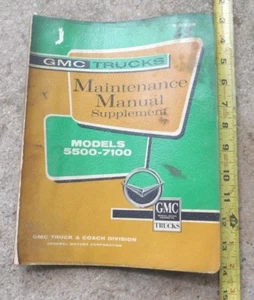 GMC TRUCKS
Maintenance
Manual
Supplement
MODELS
5500-7100
GMC
TRUCKS
GMC TRUCK & COACH DIVISION
GENERAL MOTORS CORPORATION